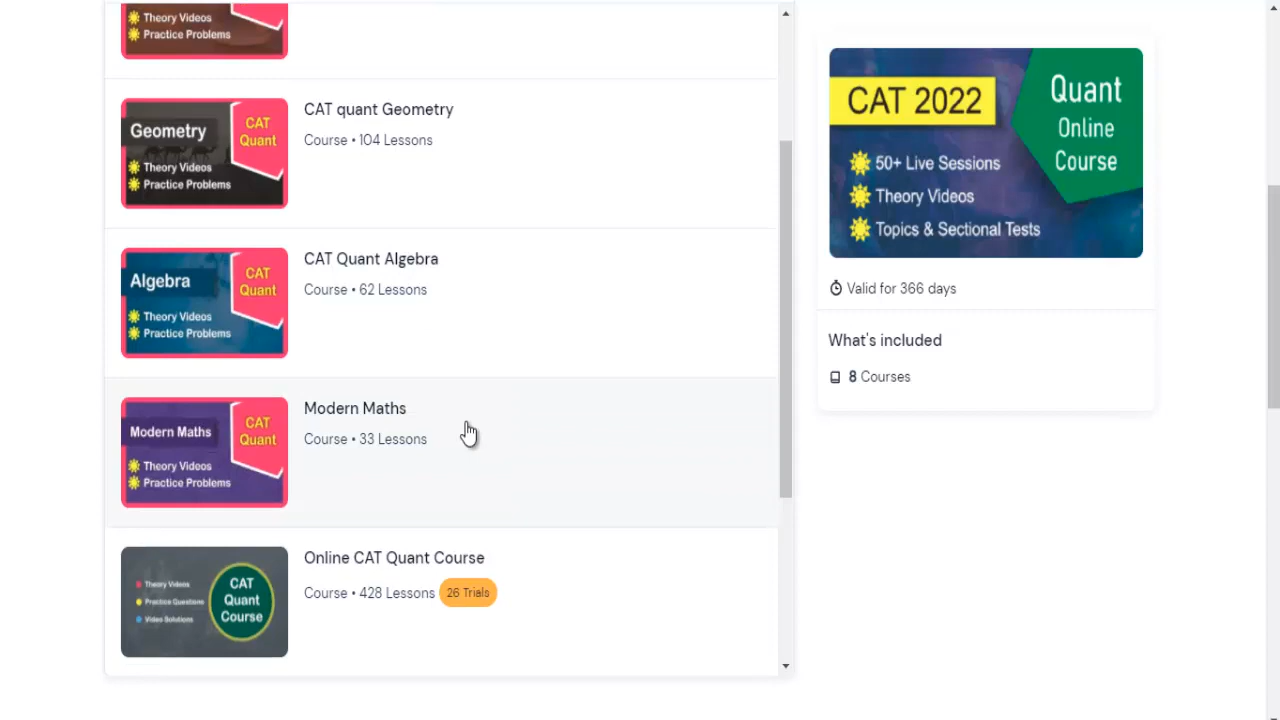 Theory Videos
Practice Problems
Geometry
CAT
Quant
Theory Videos
Practice Problems
CAT quant Geometry
Course • 104 Lessons
Algebra
CAT
Quant
Theory Videos
Practice Problems
CAT Quant Algebra
Course • 62 Lessons
Modern Maths
CAT
Quant
Theory Videos
Practice Problems
Modern Maths
Course • 33 Lessons
Theory Videos
Practice Questions
Video Solutions
CAT
Quant
Course
Online CAT Quant Course
Course • 428 Lessons 26 Trials
CAT 2022
Quant
Online
Course
50+ Live Sessions
Theory Videos
Topics & Sectional Tests
Valid for 366 days
What's included
8 Courses